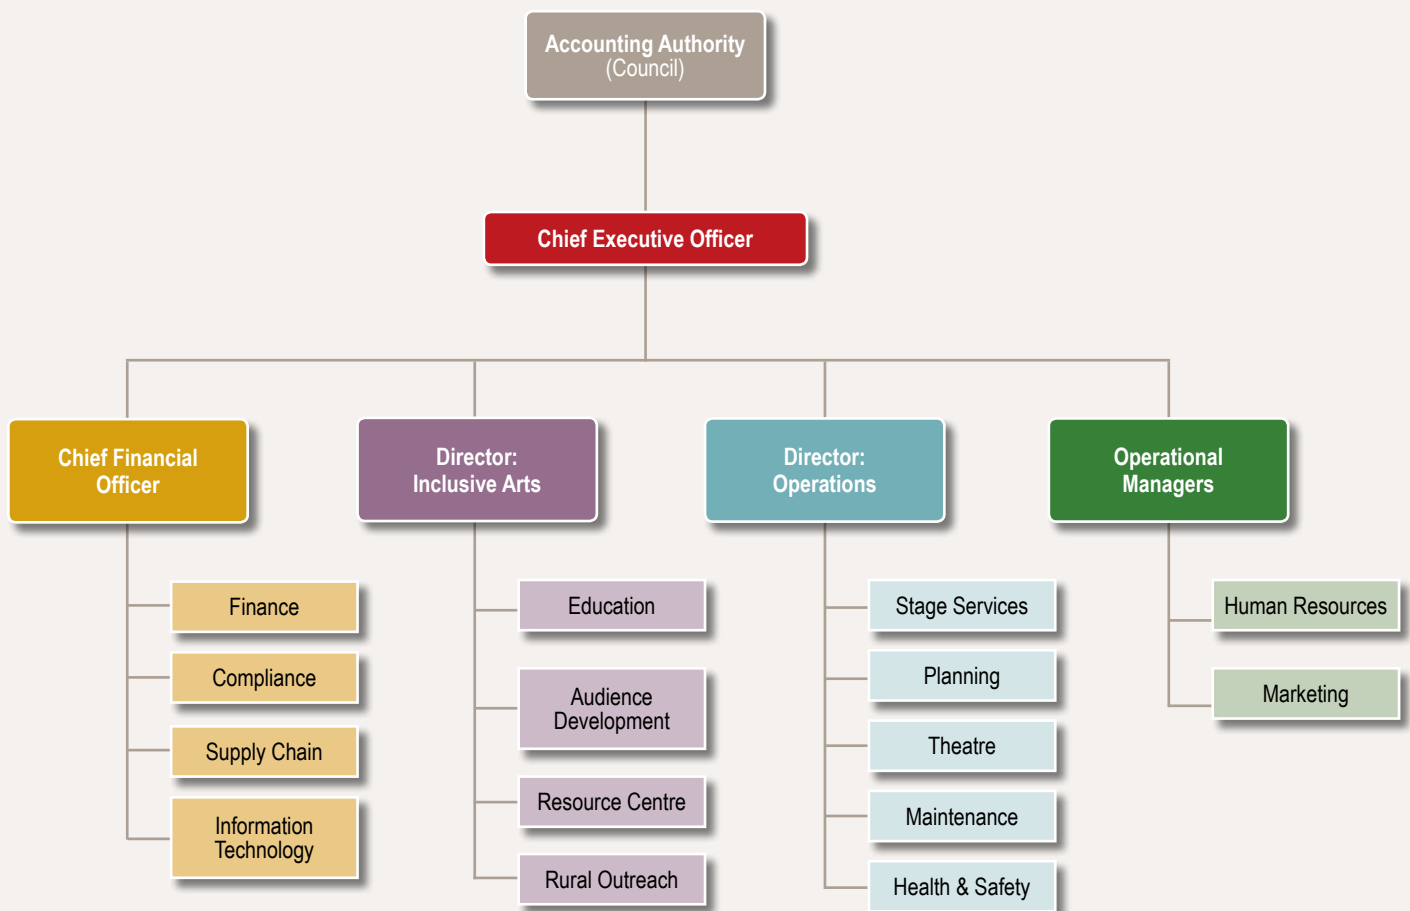 Accounting Authority
(Council)
Chief Executive Officer
Chief Financial
Officer
Director:
Inclusive Arts
Director:
Operations
Operational
Managers
Finance
Compliance
Supply Chain
Information
Technology
Education
Audience
Development
Resource Centre
Rural Outreach
Stage Services
Planning
Theatre
Maintenance
Health & Safety
Human Resources
Marketing